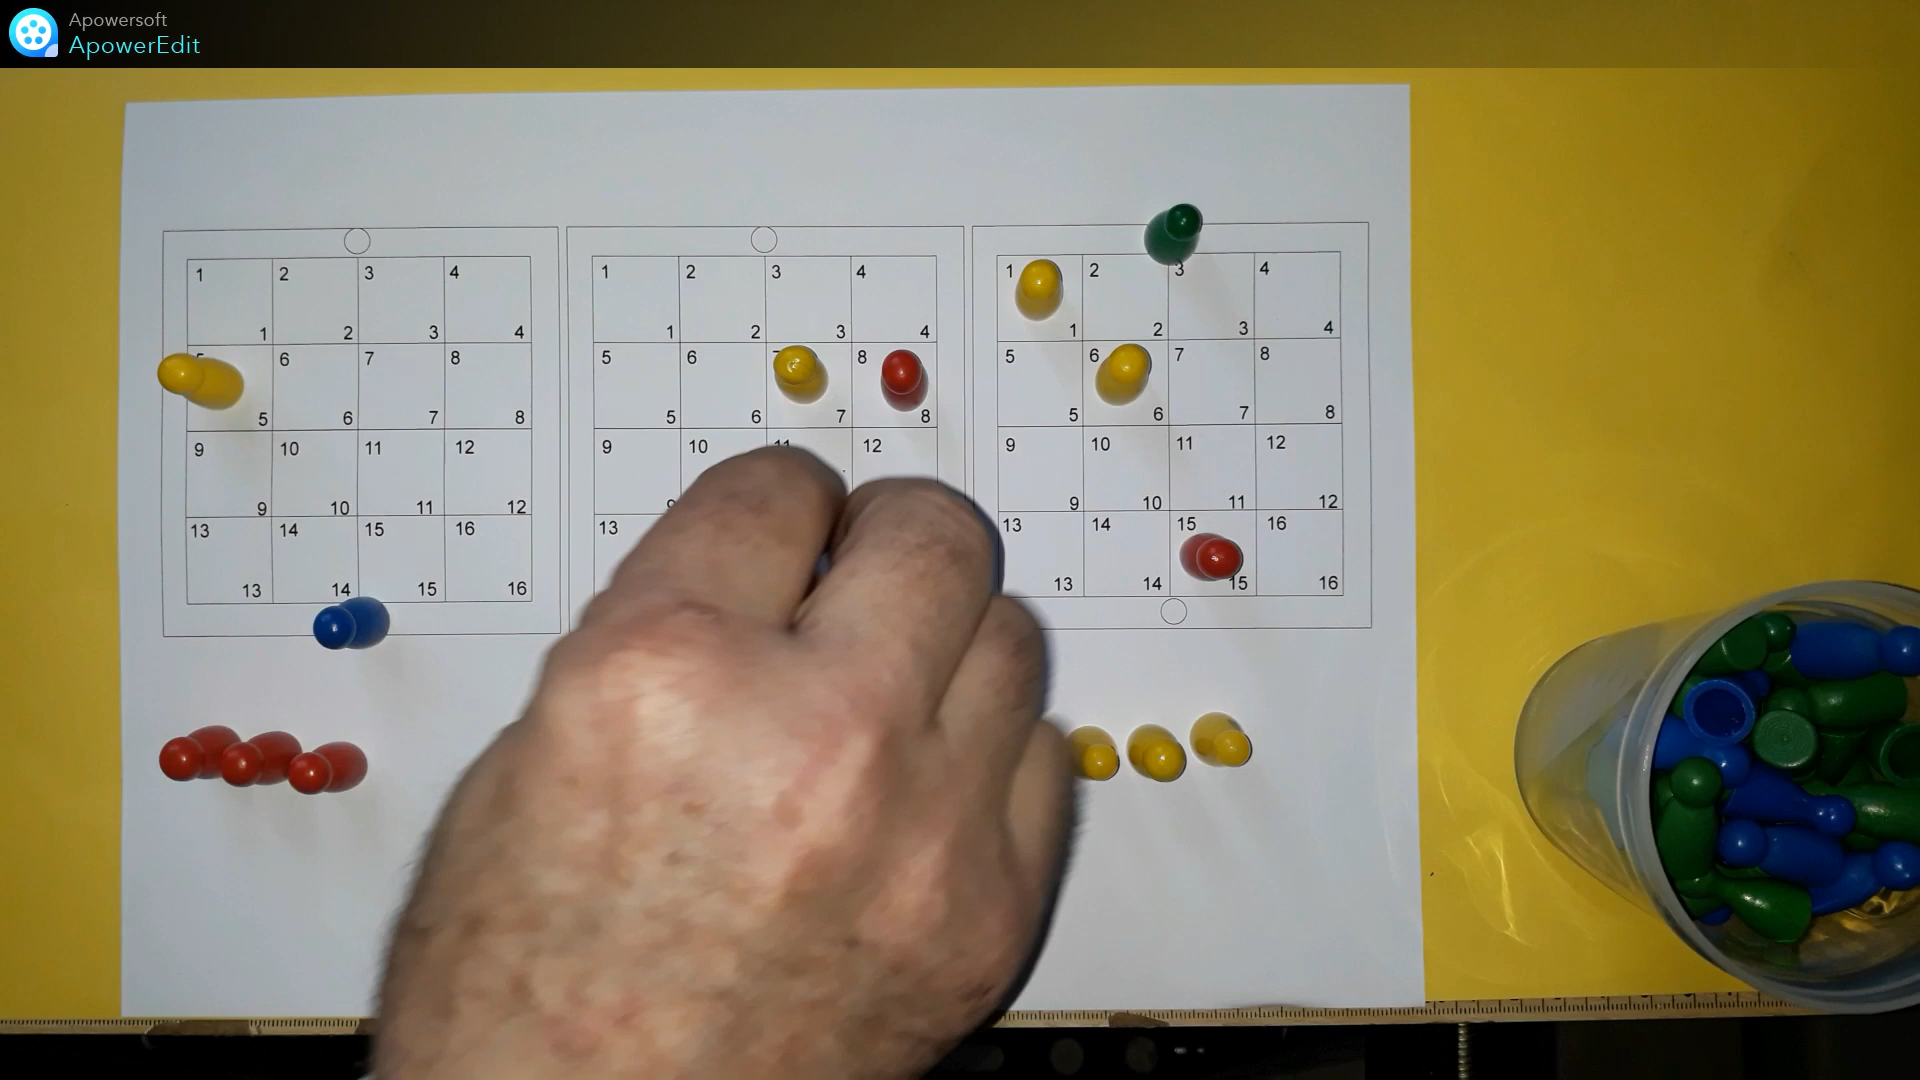 Apowersoft
ApowerEdit
1 2 3 4
1 2 3 4
6 7 8
5 6 7 8
9 10 11 12
9 10 11 12
13 14 15 16
13 14 15 16
1 2 3 4
1 2 3 4
5 6 8
5 6 7 8
9 10 12
13
1 2 3 4
1 2 3 4
5 6 7 8
5 6 7 8
9 10 11 12
9 10 11 12
13 14 15 16
13 14 15 16